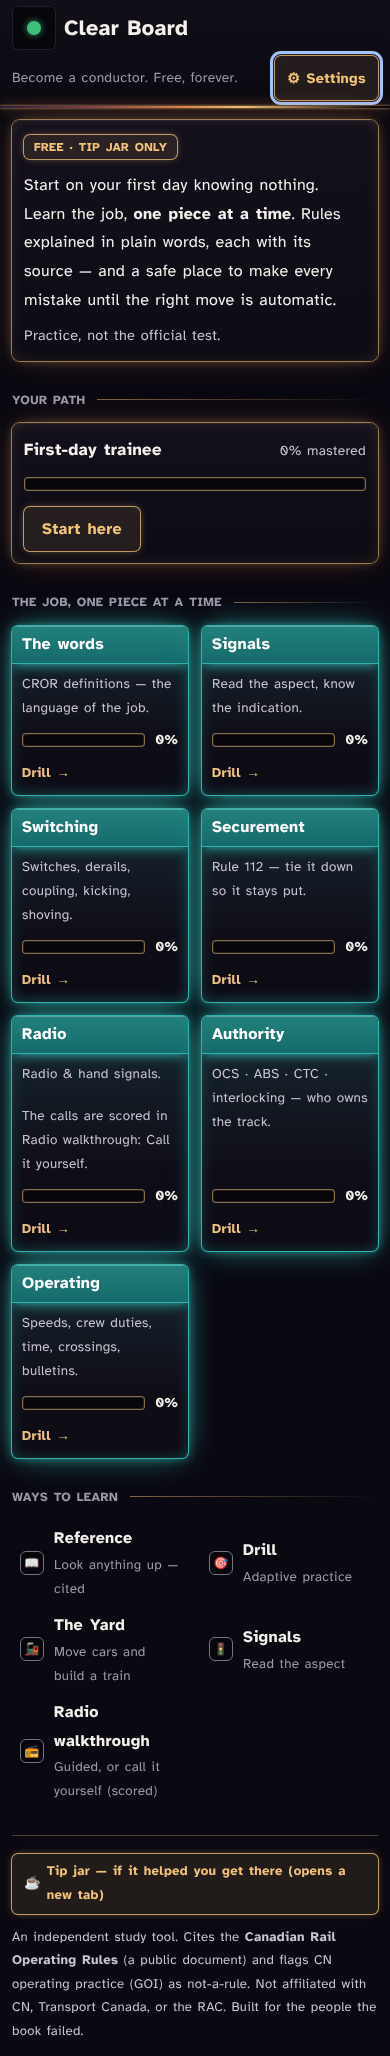 Clear Board
Become a conductor. Free, forever.
⚙ Settings
FREE · TIP JAR ONLY
Start on your first day knowing nothing.
Learn the job, one piece at a time. Rules
explained in plain words, each with its
source — and a safe place to make every
mistake until the right move is automatic.
Practice, not the official test.
YOUR PATH
First-day trainee
0% mastered
Start here
THE JOB, ONE PIECE AT A TIME
The words
CROR definitions — the
language of the job.
0%
Drill →
Signals
Read the aspect, know
the indication.
0%
Drill →
Switching
Switches, derails,
coupling, kicking,
shoving.
0%
Drill →
Securement
Rule 112 — tie it down
so it stays put.
0%
Drill →
Radio
Radio & hand signals.
The calls are scored in
Radio walkthrough: Call
it yourself.
0%
Drill →
Authority
OCS · ABS · CTC ·
interlocking — who owns
the track.
0%
Drill →
Operating
Speeds, crew duties,
time, crossings,
bulletins.
0%
Drill →
WAYS TO LEARN
Reference
Look anything up —
cited
Drill
Adaptive practice
The Yard
Move cars and
build a train
Signals
Read the aspect
Radio
walkthrough
Guided, or call it
yourself (scored)
Tip jar — if it helped you get there (opens a
new tab)
An independent study tool. Cites the Canadian Rail
Operating Rules (a public document) and flags CN
operating practice (GOI) as not-a-rule. Not affiliated with
CN, Transport Canada, or the RAC. Built for the people the
book failed.